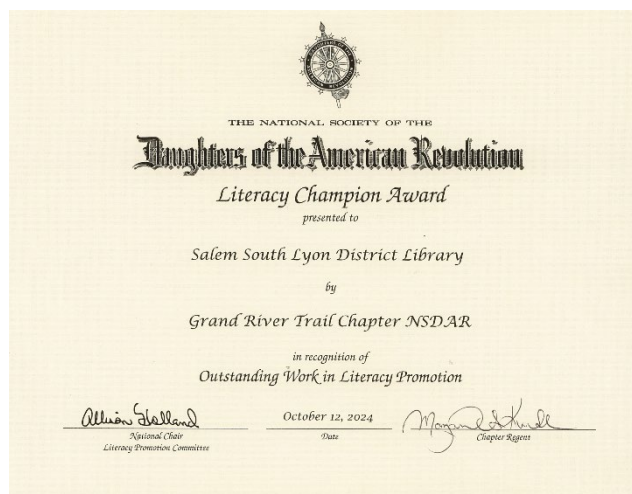 THE NATIONAL SOCIETY OF THE
Daughters of the American Revolution
Literacy Champion Award
presented to
Salem South Lyon District Library
by
Grand River Trail Chapter NSDAR
in recognition of
Outstanding Work in Literacy Promotion
Allison Holland
October 12, 2024
National Chair
Date
Chapter Regent
Literacy Promotion Committee